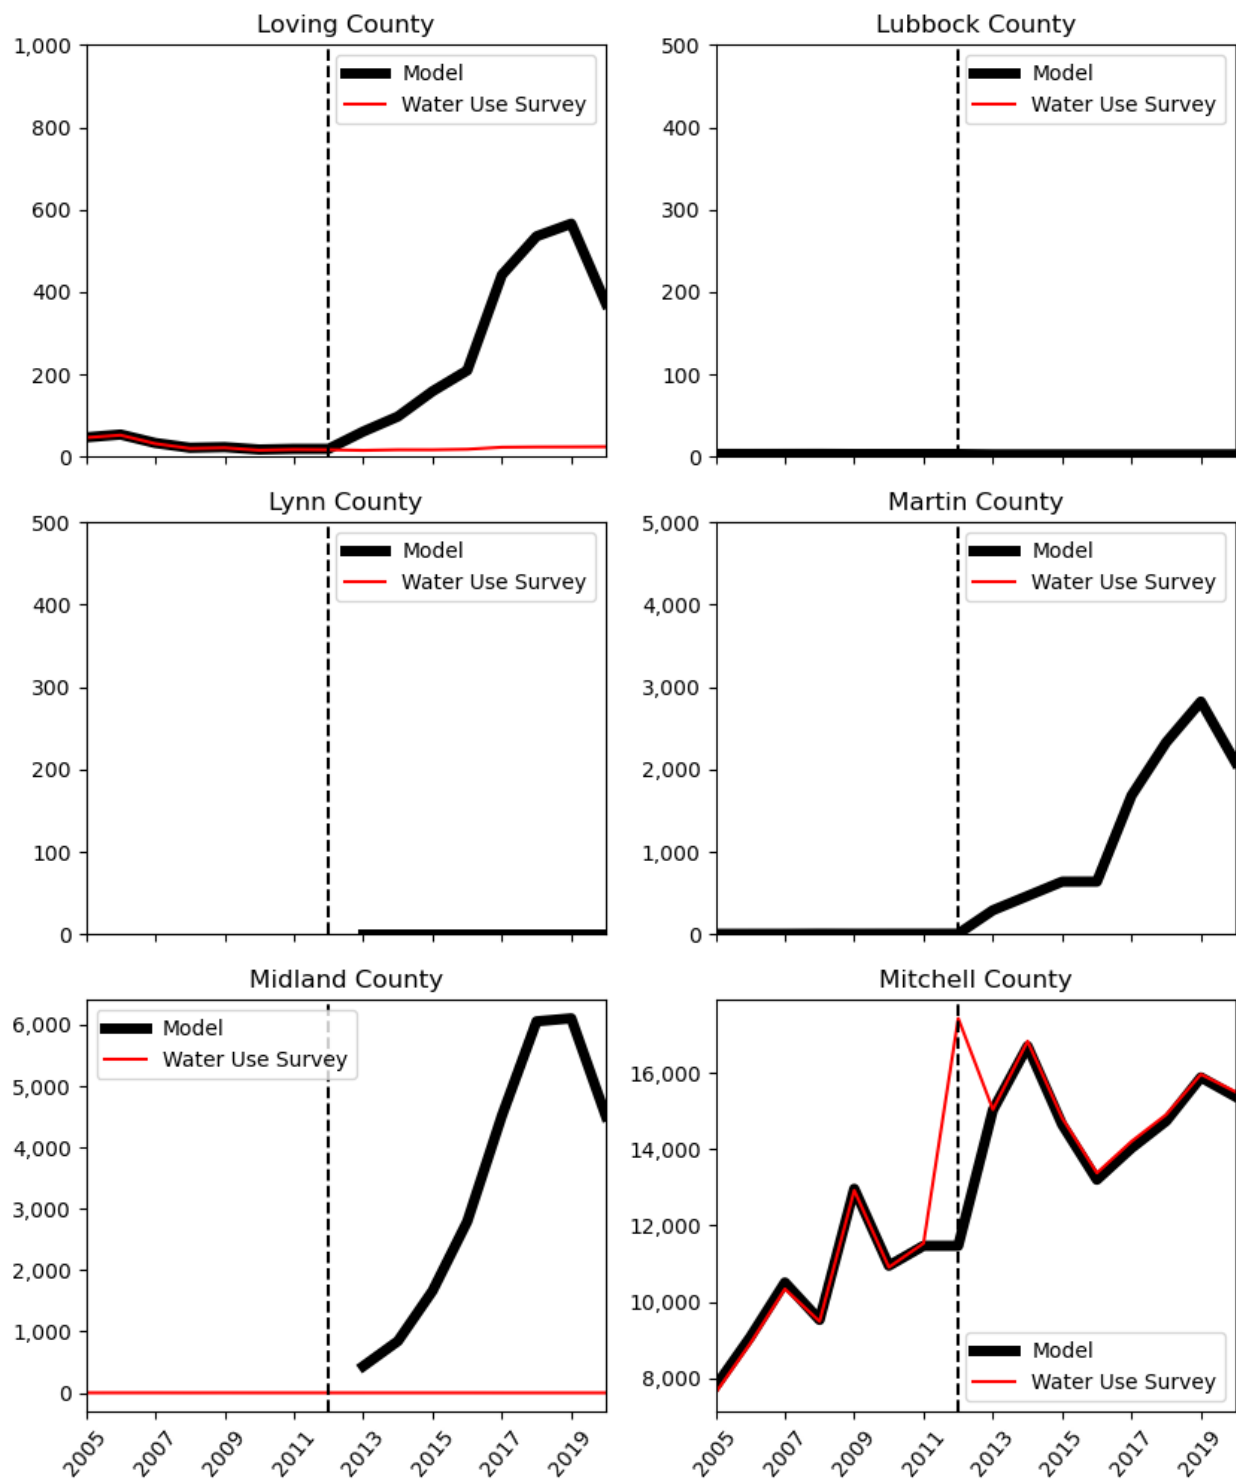 Loving County
1,000
800
600
400
200
0
Model
Water Use Survey
Lubbock County
500
400
300
200
100
0
Model
Water Use Survey
Lynn County
500
400
300
200
100
0
Model
Water Use Survey
Martin County
5,000
4,000
3,000
2,000
1,000
0
Model
Water Use Survey
Midland County
6,000
5,000
4,000
3,000
2,000
1,000
0
Model
Water Use Survey
2005
2007
2009
2011
2013
2015
2017
2019
Mitchell County
16,000
14,000
12,000
10,000
8,000
Model
Water Use Survey
2005
2007
2009
2011
2013
2015
2017
2019